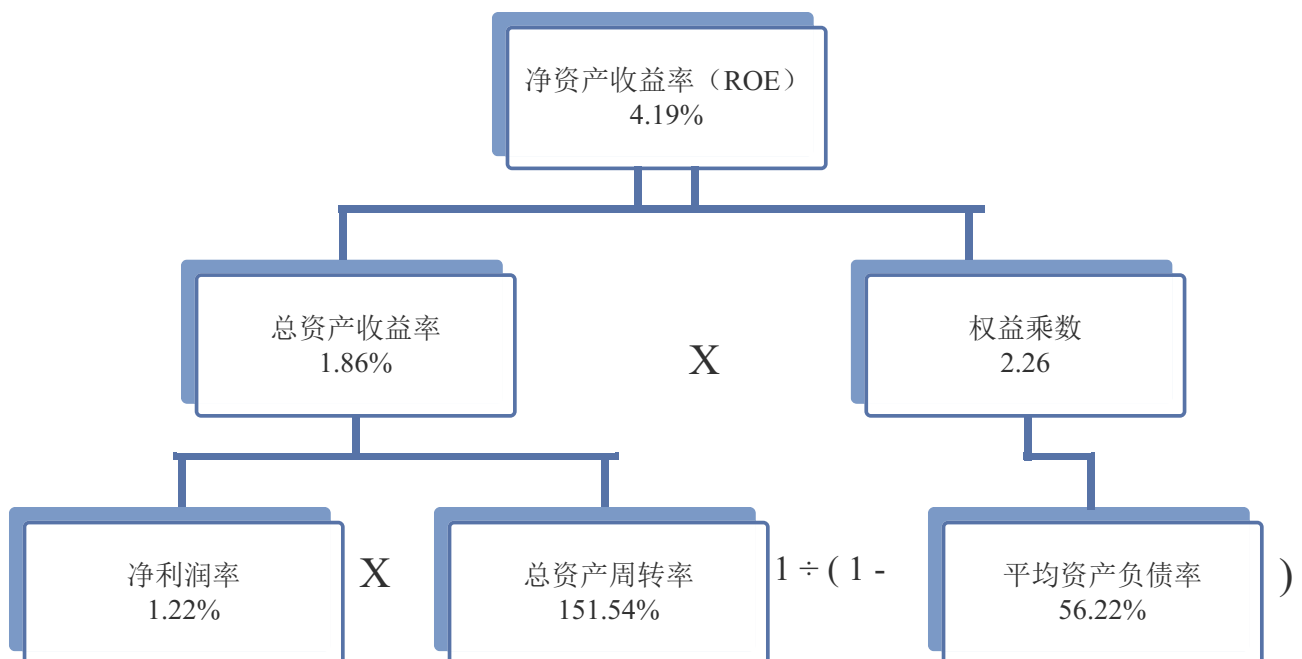 净资产收益率（ROE）
4.19%
总资产收益率
1.86%
X
权益乘数
2.26
净利润率
1.22%
X
总资产周转率
151.54%
1 ÷ ( 1 -
平均资产负债率
56.22%
)